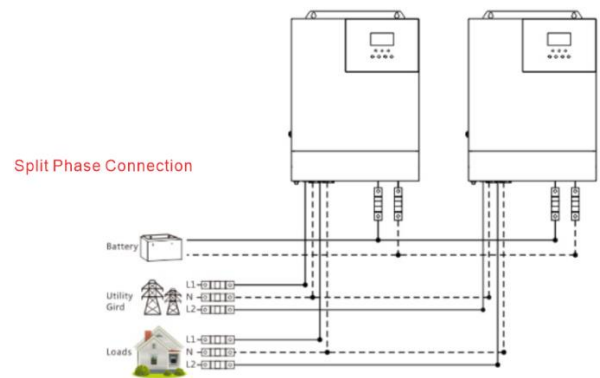 Split Phase Connection
Battery
Utility
Gird
L1
N
L2
Loads
L1
N
L2